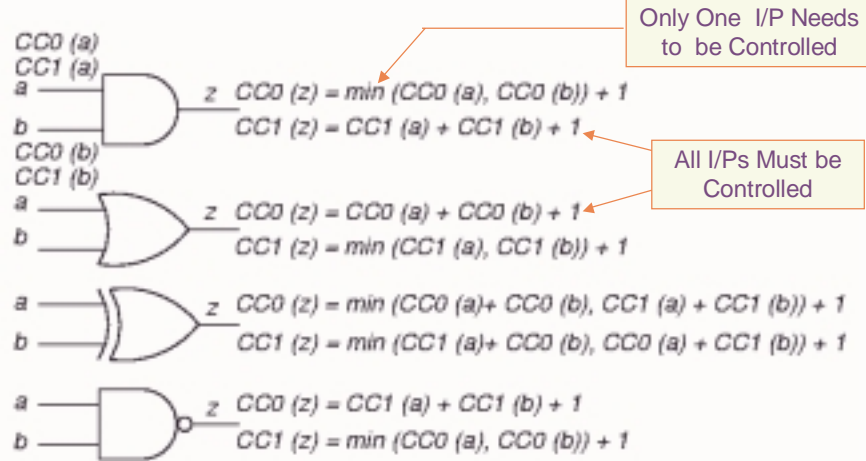 Only One I/P Needs
to be Controlled
CC0 (a)
CC1 (a)
a
b
z
CC0 (z) = min (CC0 (a), CC0 (b)) + 1
CC1 (z) = CC1 (a) + CC1 (b) + 1
CC0 (b)
CC1 (b)
All I/Ps Must be
Controlled
a
b
z
CC0 (z) = CC0 (a) + CC0 (b) + 1
CC1 (z) = min (CC1 (a), CC1 (b)) + 1
a
b
z
CC0 (z) = min (CC0 (a)+ CC0 (b), CC1 (a) + CC1 (b)) + 1
CC1 (z) = min (CC1 (a)+ CC0 (b), CC0 (a) + CC1 (b)) + 1
a
b
z
CC0 (z) = CC1 (a) + CC1 (b) + 1
CC1 (z) = min (CC0 (a), CC0 (b)) + 1